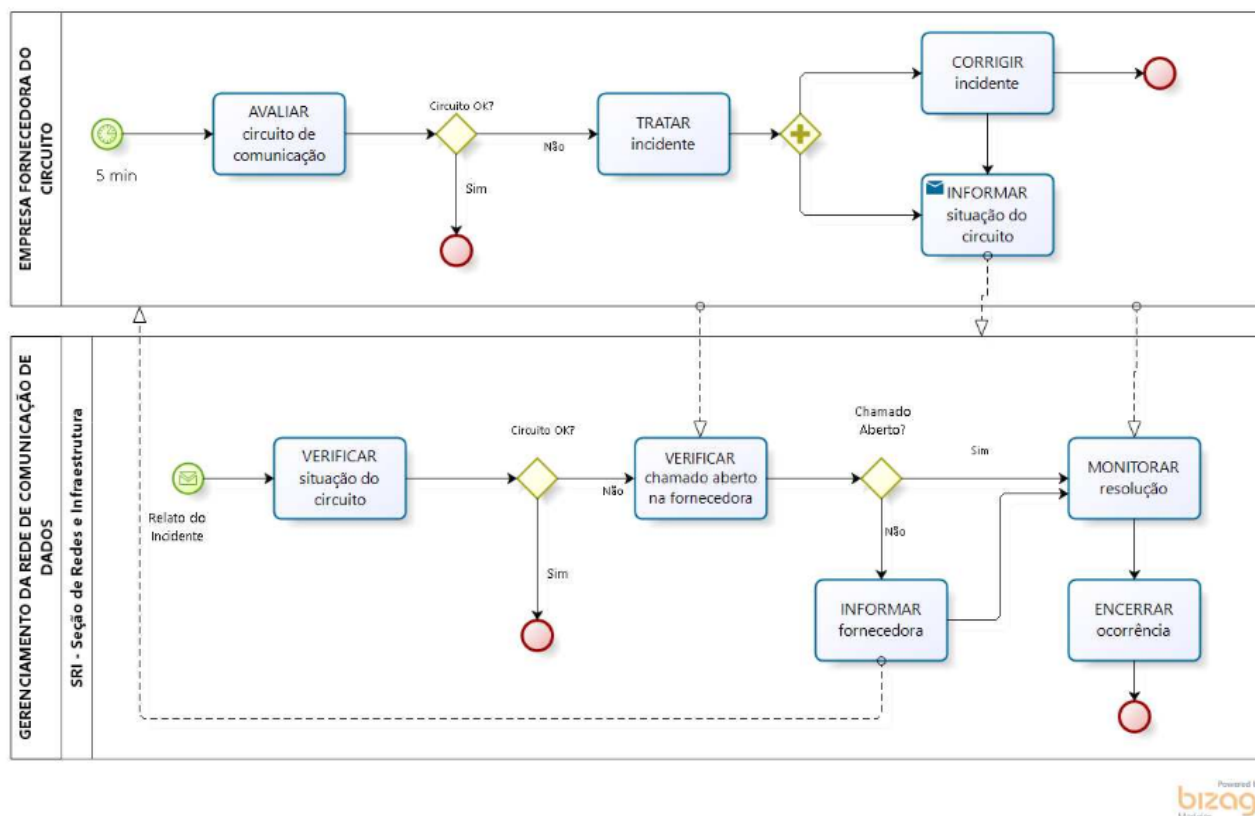 EMPRESA FORNECEDORA DO
CIRCUITO
5 min
AVALIAR
circuito de
comunicação
Circuito OK?
Não
Sim
TRATAR
incidente
CORRIGIR
incidente
INFORMAR
situação do
circuito
GERENCIAMENTO DA REDE DE COMUNICAÇÃO DE
DADOS
SRI - Seção de Redes e Infraestrutura
Relato do
Incidente
VERIFICAR
situação do
circuito
Circuito OK?
Não
Sim
VERIFICAR
chamado aberto
na fornecedora
Chamado
Aberto?
Sim
Não
INFORMAR
fornecedora
MONITORAR
resolução
ENCERRAR
ocorrência
Powered
bizag